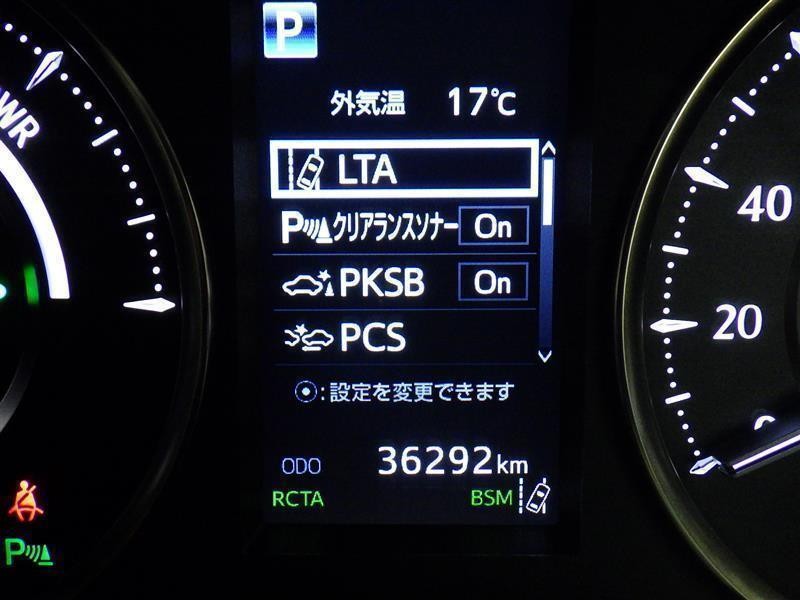 P
外気温 17℃
PWR
LTA
クリアランスソナー On
PKSB On
PCS
:設定を変更できます
ODO 36292km
RCTA BSM
P
40
20
0